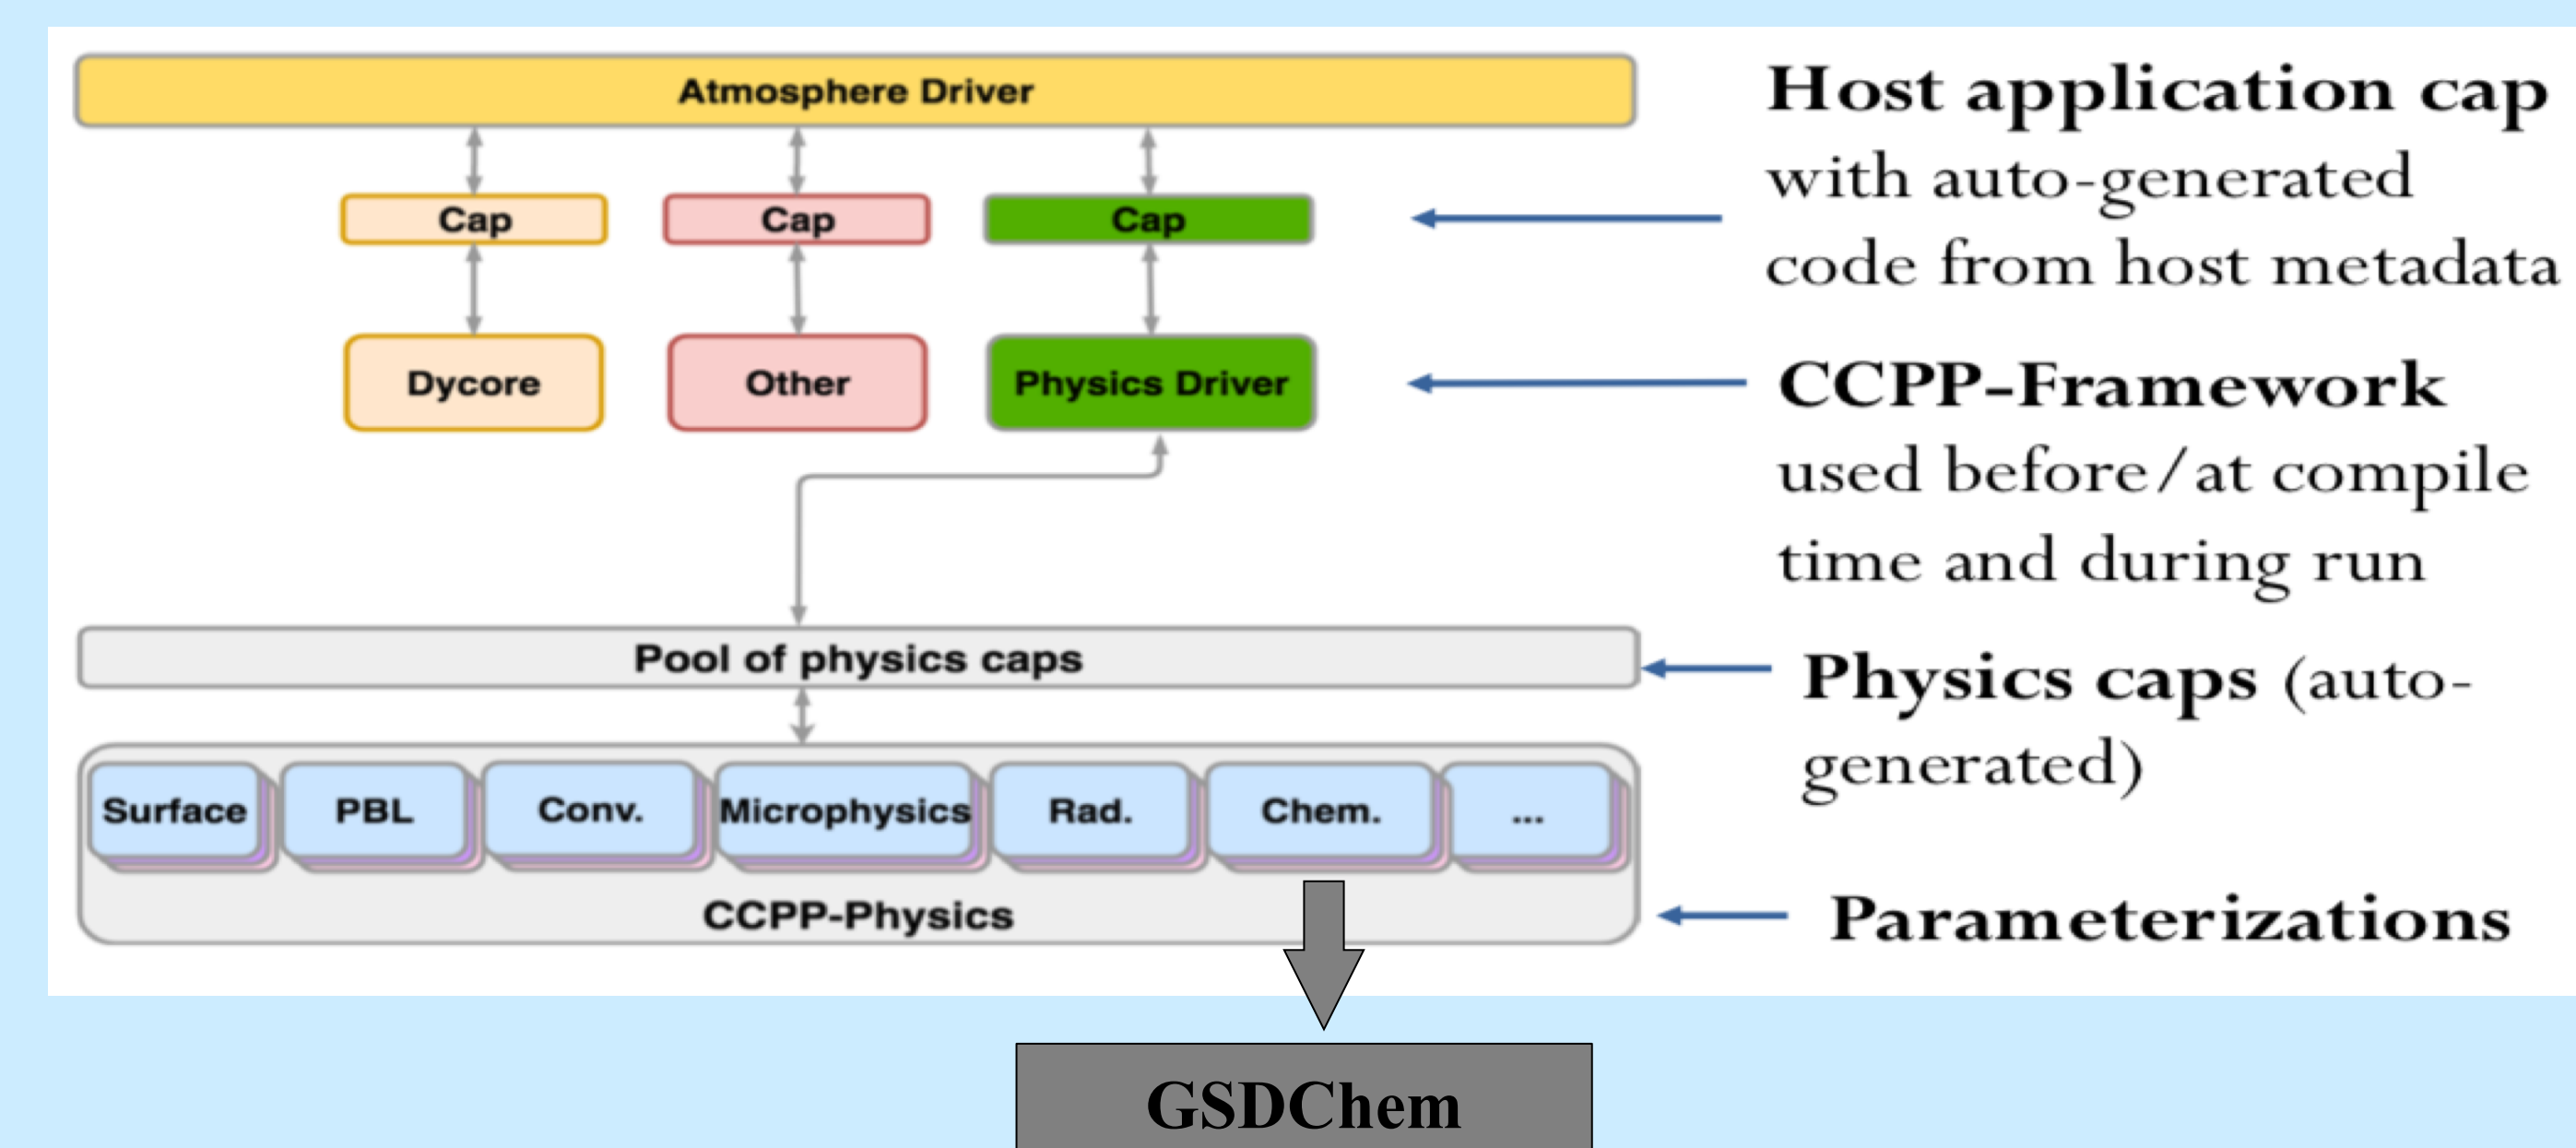 Atmosphere Driver
Cap
Cap
Cap
Dycore
Other
Physics Driver
Pool of physics caps
Surface
PBL
Conv.
Microphysics
Rad.
Chem.
...
CCPP-Physics
Host application cap
with auto-generated
code from host metadata
CCPP-Framework
used before/at compile
time and during run
Physics caps (auto-
generated)
Parameterizations
GSDChem